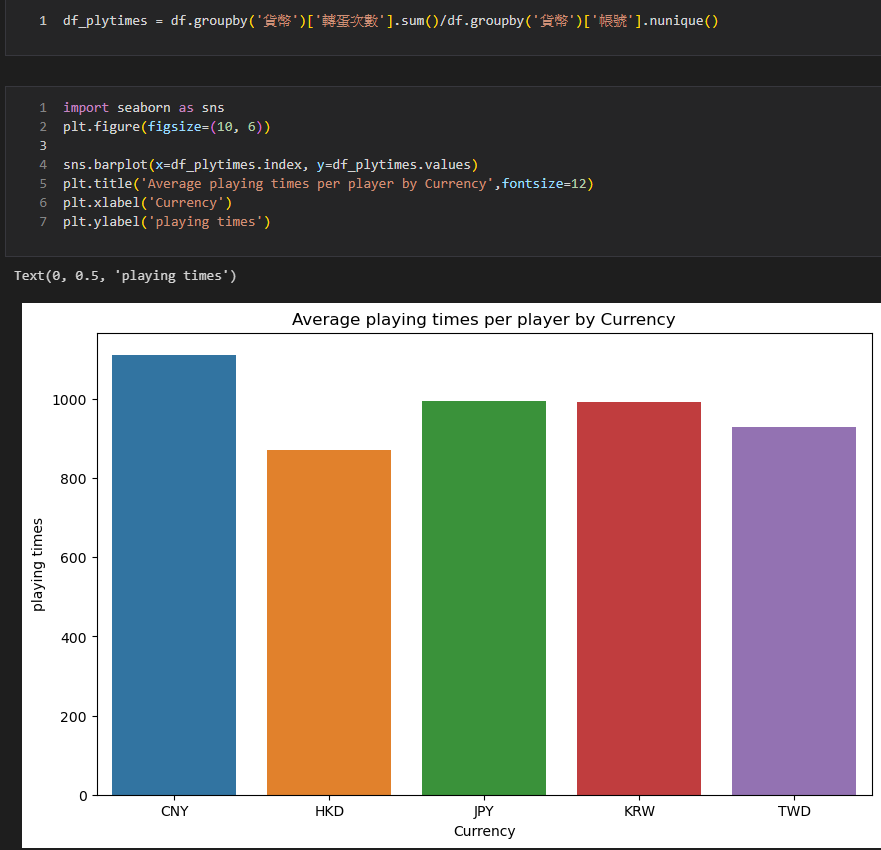 1 df_plytimes = df.groupby('貨幣')['轉蛋次數'].sum()/df.groupby('貨幣')['帳號'].nunique()
1 import seaborn as sns
2 plt.figure(figsize=(10, 6))
3
4 sns.barplot(x=df_plytimes.index, y=df_plytimes.values)
5 plt.title('Average playing times per player by Currency',fontsize=12)
6 plt.xlabel('Currency')
7 plt.ylabel('playing times')
Text(0, 0.5, 'playing times')
Average playing times per player by Currency
1000
800
600
400
200
0
playing times
CNY HKD JPY KRW TWD
Currency